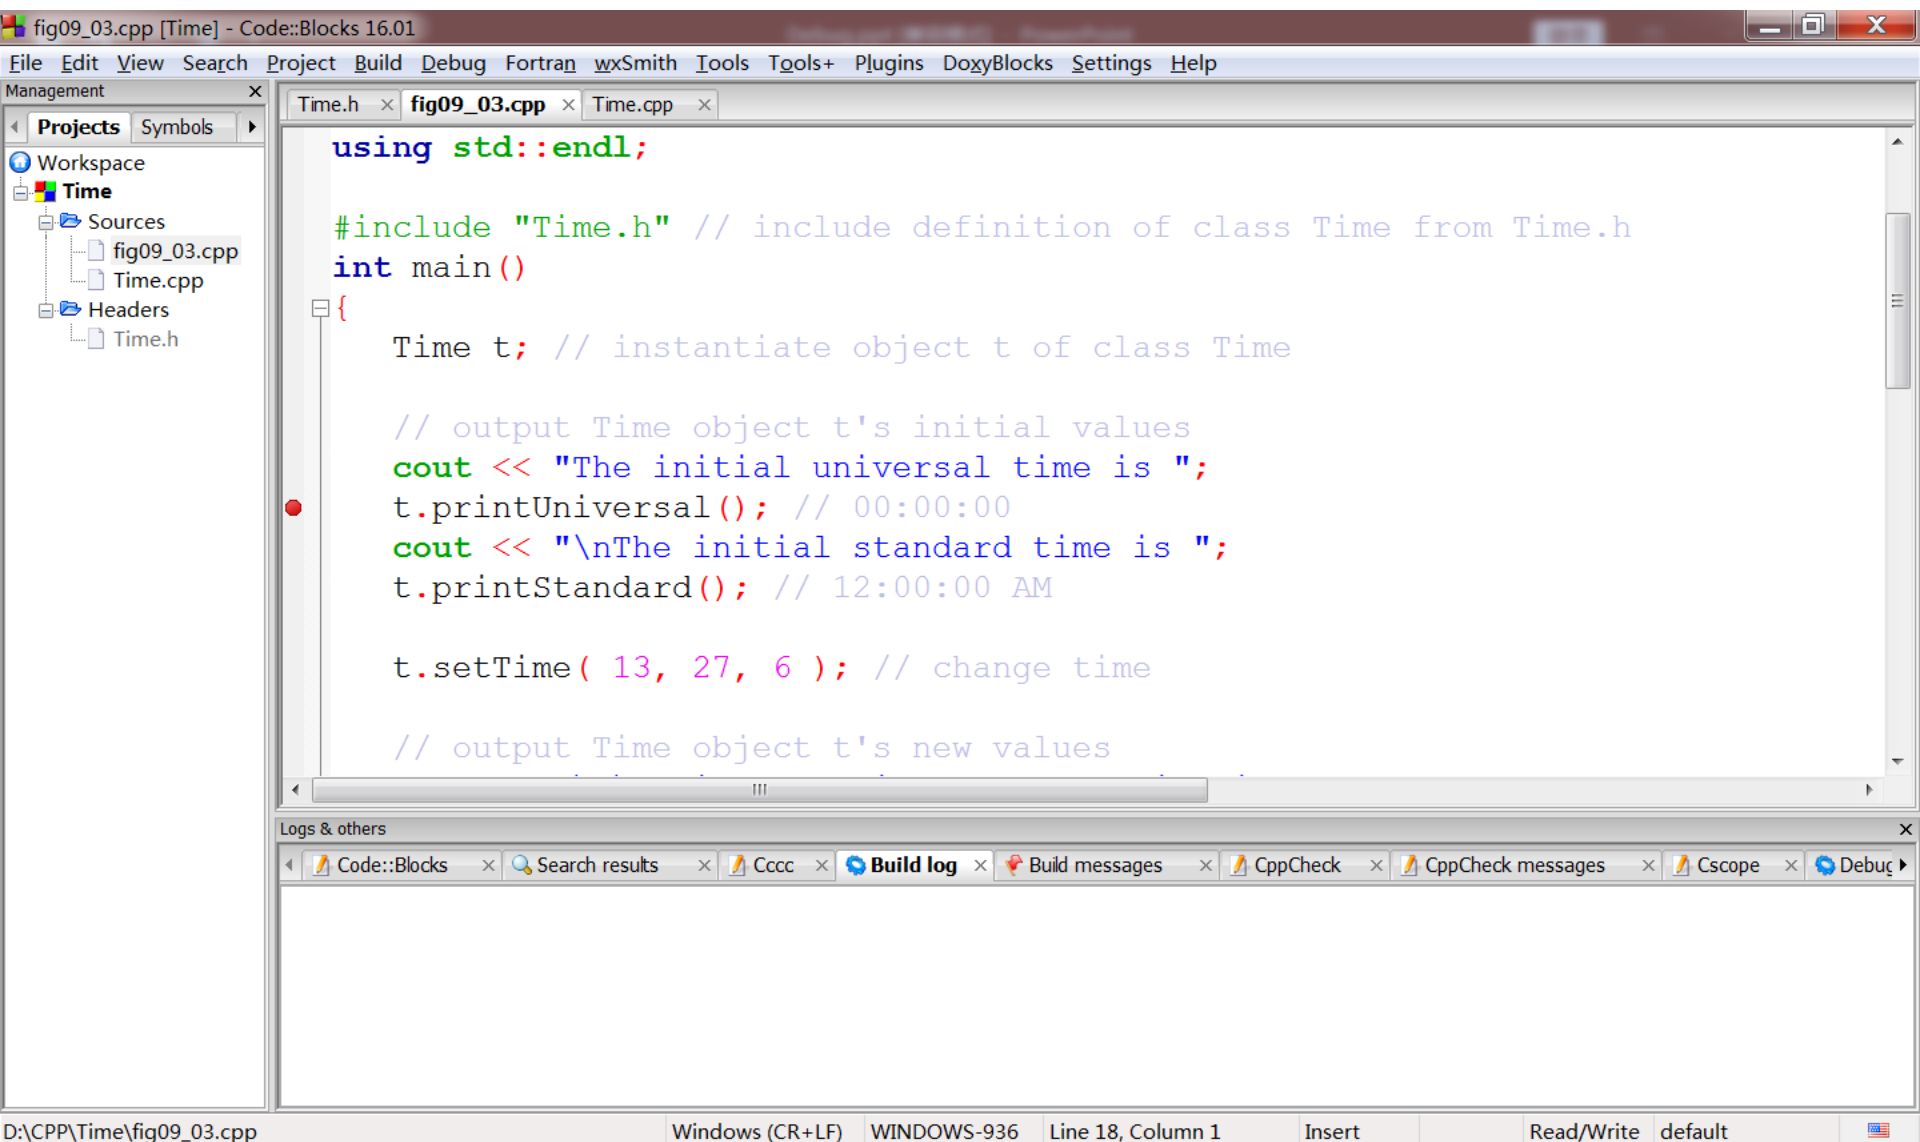 fig09_03.cpp [Time] - Code::Blocks 16.01
File Edit View Search Project Build Debug Fortran wxSmith Tools Tools+ Plugins DoxyBlocks Settings Help
Management
Projects Symbols
Workspace
Time
Sources
fig09_03.cpp
Time.cpp
Headers
Time.h
Time.h fig09_03.cpp Time.cpp
using std::endl;
#include "Time.h" // include definition of class Time from Time.h
int main()
{
Time t; // instantiate object t of class Time
// output Time object t's initial values
cout << "The initial universal time is ";
t.printUniversal(); // 00:00:00
cout << "\nThe initial standard time is ";
t.printStandard(); // 12:00:00 AM
t.setTime( 13, 27, 6 ); // change time
// output Time object t's new values
Logs & others
Code::Blocks Search results Cccc Build log Build messages CppCheck CppCheck messages Cscope Debug
D:\CPP\Time\fig09_03.cpp Windows (CR+LF) WINDOWS-936 Line 18, Column 1 Insert Read/Write default